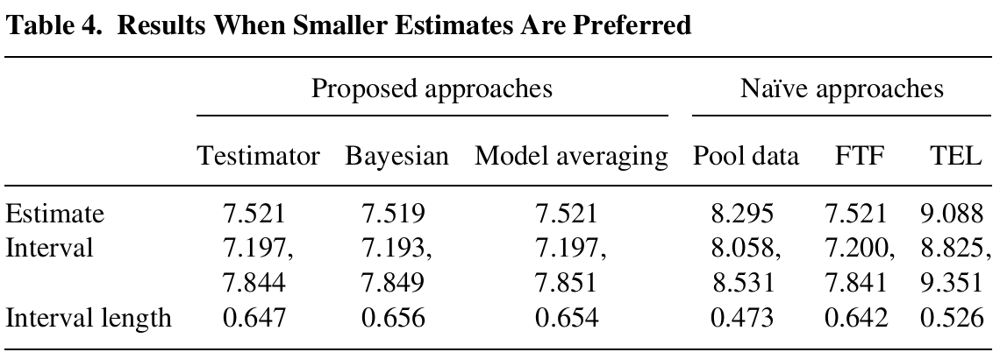 Table 4. Results When Smaller Estimates Are Preferred
Proposed approaches Naïve approaches
Testimator Bayesian Model averaging Pool data FTF TEL
Estimate 7.521 7.519 7.521 8.295 7.521 9.088
Interval 7.197, 7.193, 7.197, 8.058, 7.200, 8.825,
7.844 7.849 7.851 8.531 7.841 9.351
Interval length 0.647 0.656 0.654 0.473 0.642 0.526